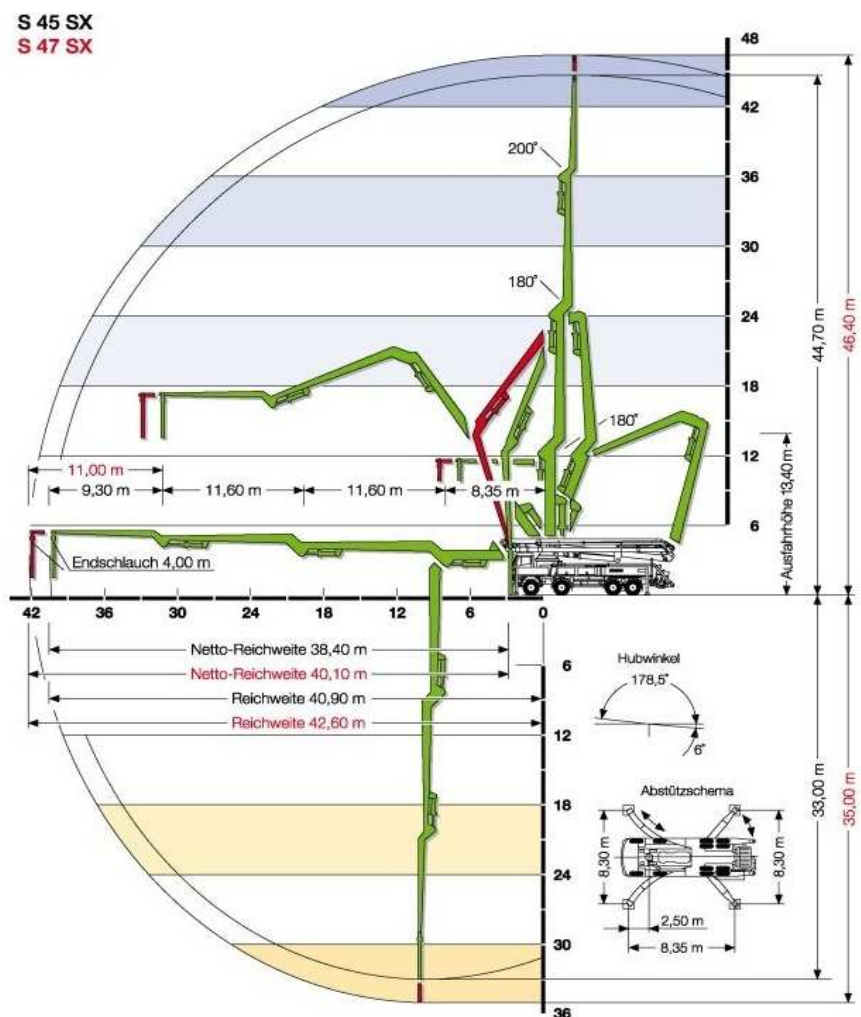 S 45 SX
S 47 SX
48
42
200°
36
30
180°
24
44,70 m
46,40 m
18
180°
12
11,00 m
9,30 m
11,60 m
11,60 m
8,35 m
Ausfahrhöhe 13,40 m
6
Endschlauch 4,00 m
42
36
30
24
18
12
6
0
Netto-Reichweite 38,40 m
Netto-Reichweite 40,10 m
Reichweite 40,90 m
Reichweite 42,60 m
6
12
18
24
30
36
Hubwinkel
178,5°
6°
33,00 m
35,00 m
Abstützschema
8,30 m
8,30 m
2,50 m
8,35 m